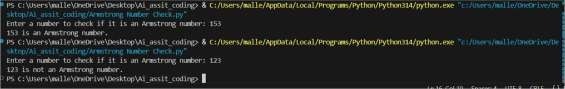 PS C:\Users\malle\OneDrive\Desktop\Ai_assit_coding> & C:/Users/malle/AppData/Local/Programs/Python/Python314/python.exe "c:/Users/malle/OneDrive/De
sktop/Ai_assit_coding/Armstrong Number Check.py"
Enter a number to check if it is an Armstrong number: 153
153 is an Armstrong number.
PS C:\Users\malle\OneDrive\Desktop\Ai_assit_coding> & C:/Users/malle/AppData/Local/Programs/Python/Python314/python.exe "c:/Users/malle/OneDrive/De
sktop/Ai_assit_coding/Armstrong Number Check.py"
Enter a number to check if it is an Armstrong number: 123
123 is not an Armstrong number.
PS C:\Users\malle\OneDrive\Desktop\Ai_assit_coding>